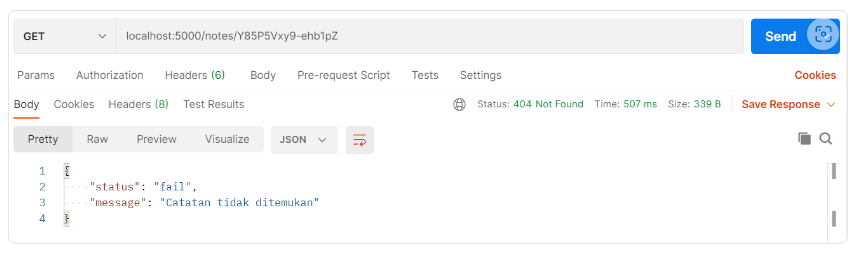 GET localhost:5000/notes/Y85P5Vxy9-ehb1pZ Send
Params Authorization Headers (6) Body Pre-request Script Tests Settings Cookies
Body Cookies Headers (8) Test Results Status: 404 Not Found Time: 507 ms Size: 339 B Save Response
Pretty Raw Preview Visualize JSON
1 {
2 "status": "fail",
3 "message": "Catatan tidak ditemukan"
4 }